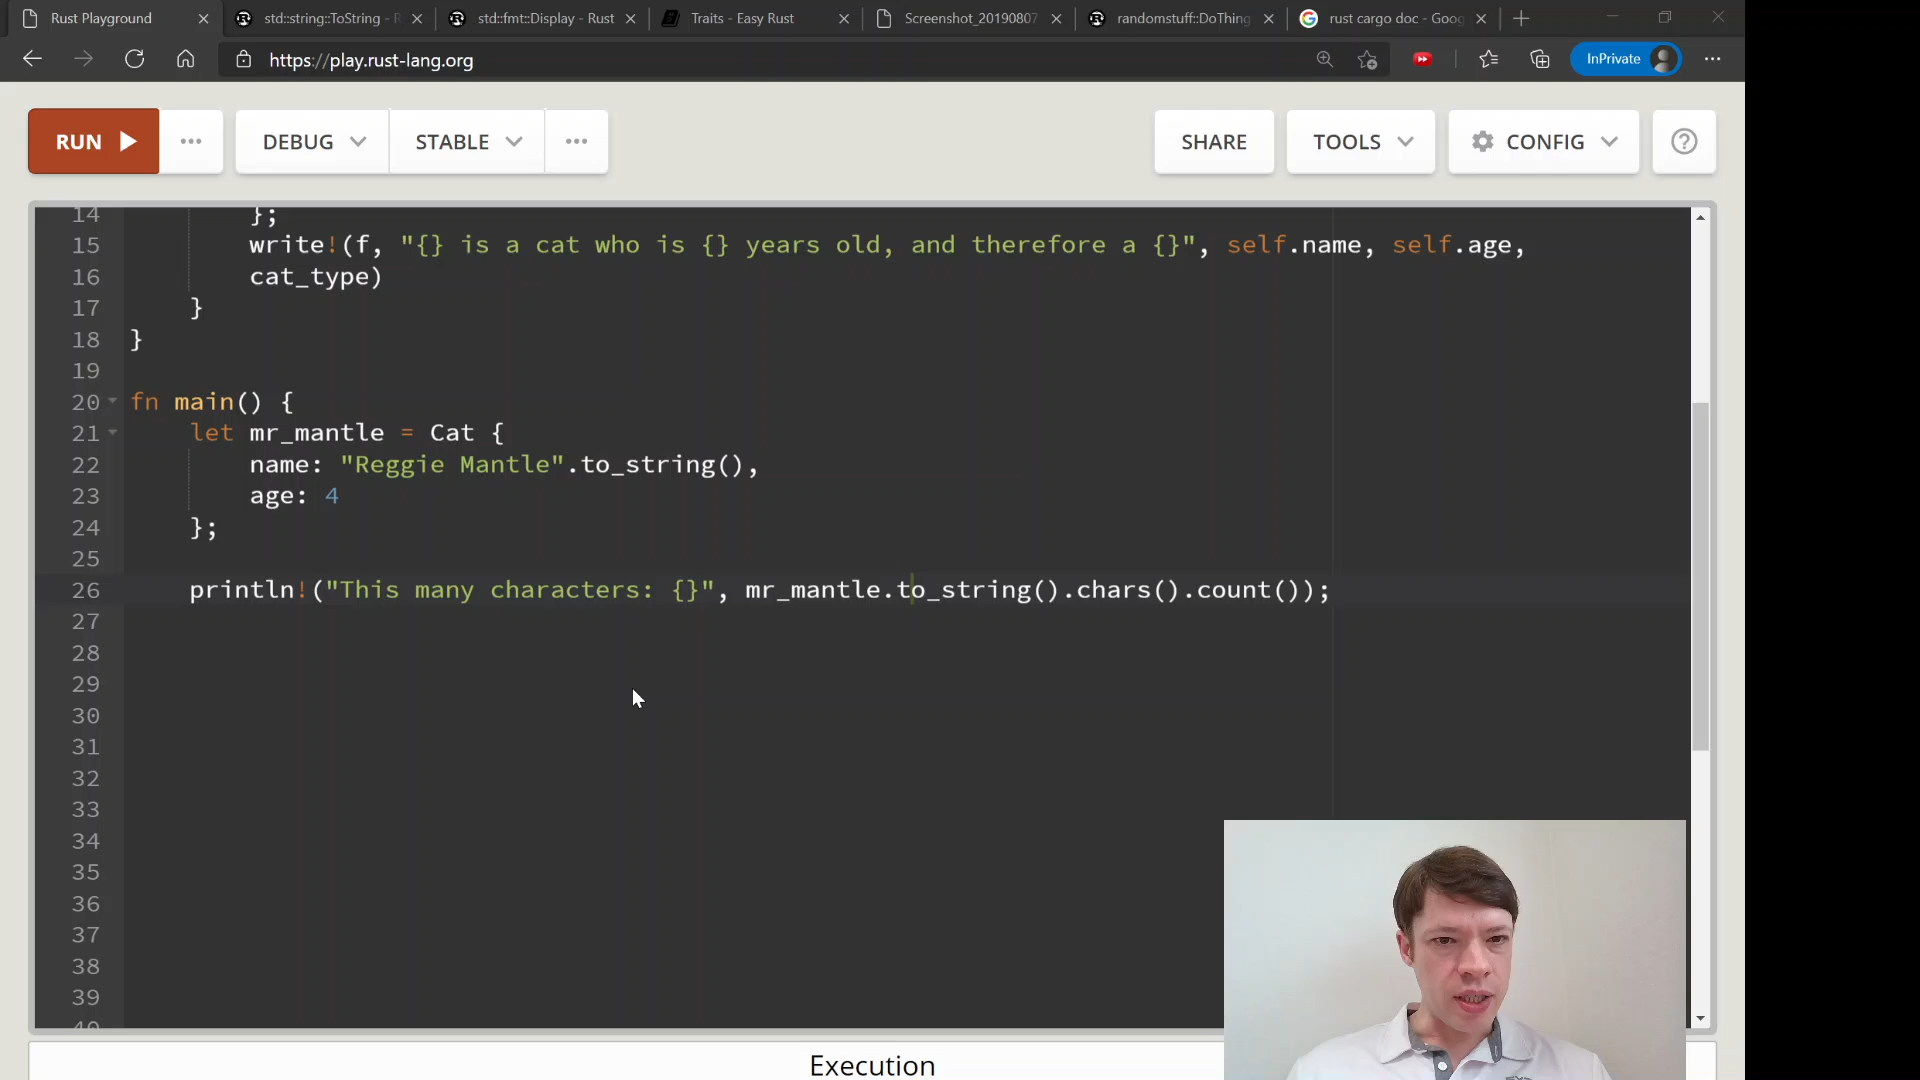 Rust Playground
std::string::ToString - R
std::fmt::Display - Rust
Traits - Easy Rust
Screenshot_20190807
randomstuff::DoThing
rust cargo doc - Goog
https://play.rust-lang.org
InPrivate
RUN
DEBUG
STABLE
SHARE
TOOLS
CONFIG
14 };
15 write!(f, "{} is a cat who is {} years old, and therefore a {}", self.name, self.age,
16 cat_type)
17 }
18 }
19
20 fn main() {
21 let mr_mantle = Cat {
22 name: "Reggie Mantle".to_string(),
23 age: 4
24 };
25
26 println!("This many characters: {}", mr_mantle.to_string().chars().count());
27
28
29
30
31
32
33
34
35
36
37
38
39
40
Execution